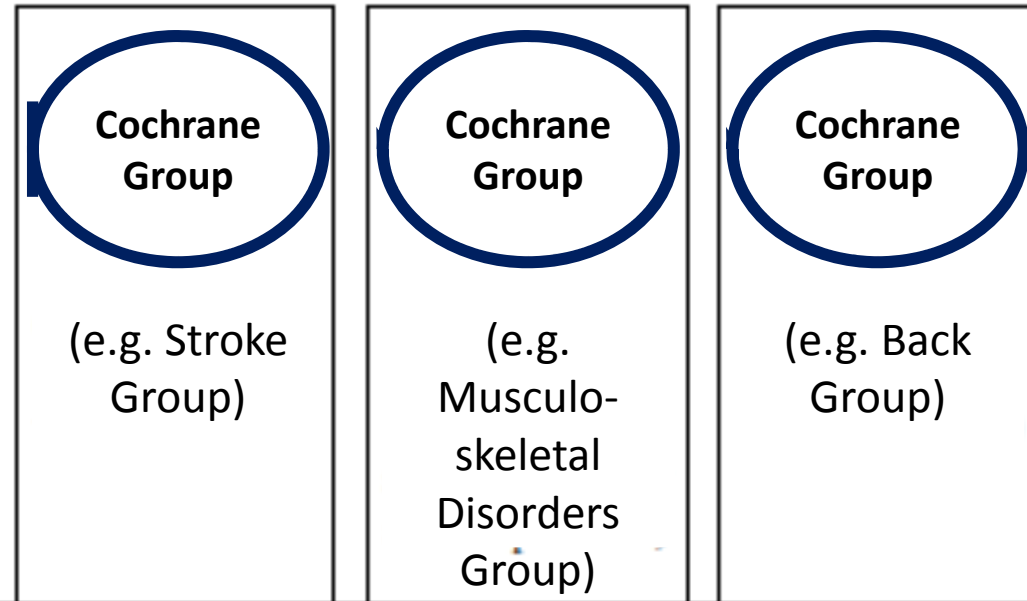 Cochrane
Group
(e.g. Stroke
Group)
Cochrane
Group
(e.g.
Musculo-
skeletal
Disorders
Group)
Cochrane
Group
(e.g. Back
Group)